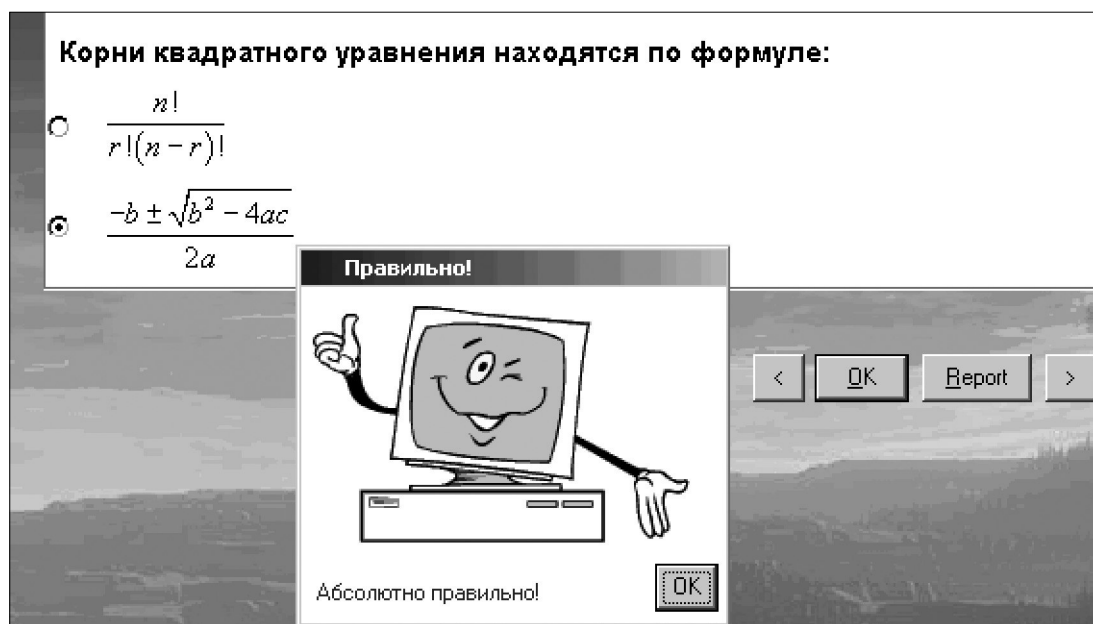 Корни квадратного уравнения находятся по формуле:
n!
r!(n − r)!
−b ± √b² − 4ac
2a
Правильно!
< OK Report >
Абсолютно правильно!
OK